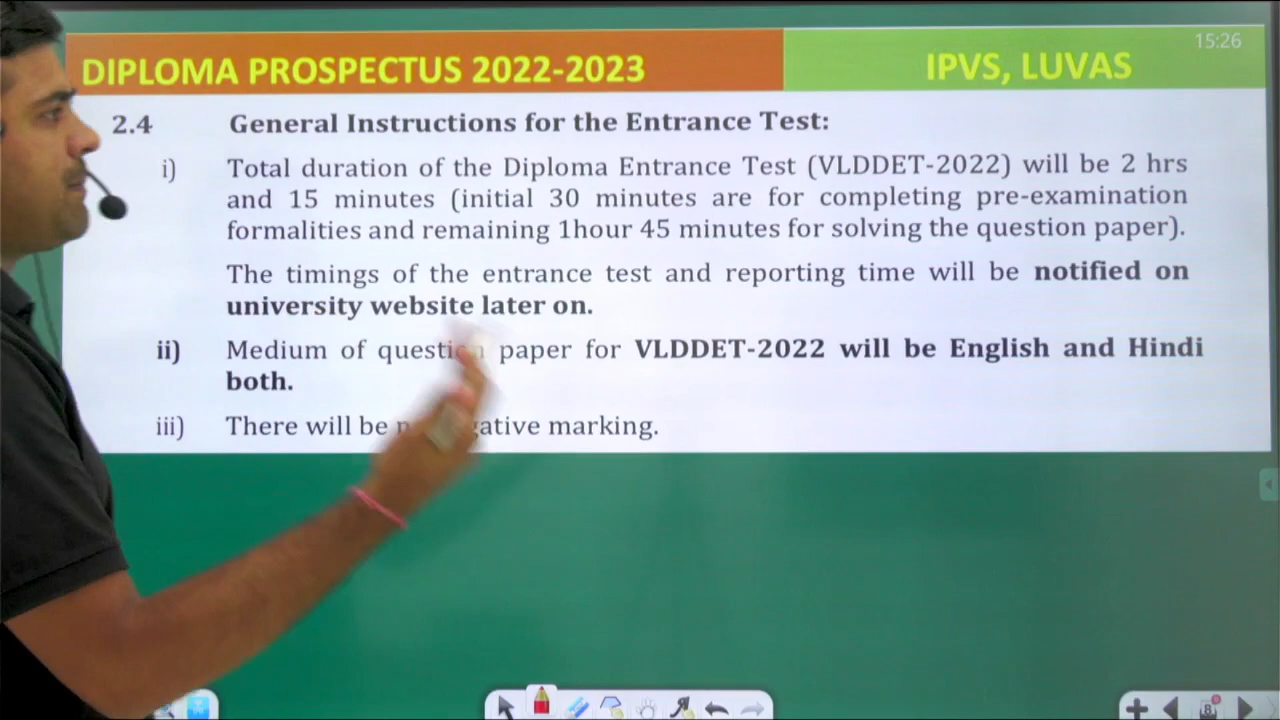 15:26
DIPLOMA PROSPECTUS 2022-2023 IPVS, LUVAS
2.4 General Instructions for the Entrance Test:
i) Total duration of the Diploma Entrance Test (VLDDET-2022) will be 2 hrs
and 15 minutes (initial 30 minutes are for completing pre-examination
formalities and remaining 1hour 45 minutes for solving the question paper).
The timings of the entrance test and reporting time will be notified on
university website later on.
ii) Medium of question paper for VLDDET-2022 will be English and Hindi
both.
iii) There will be negative marking.
8